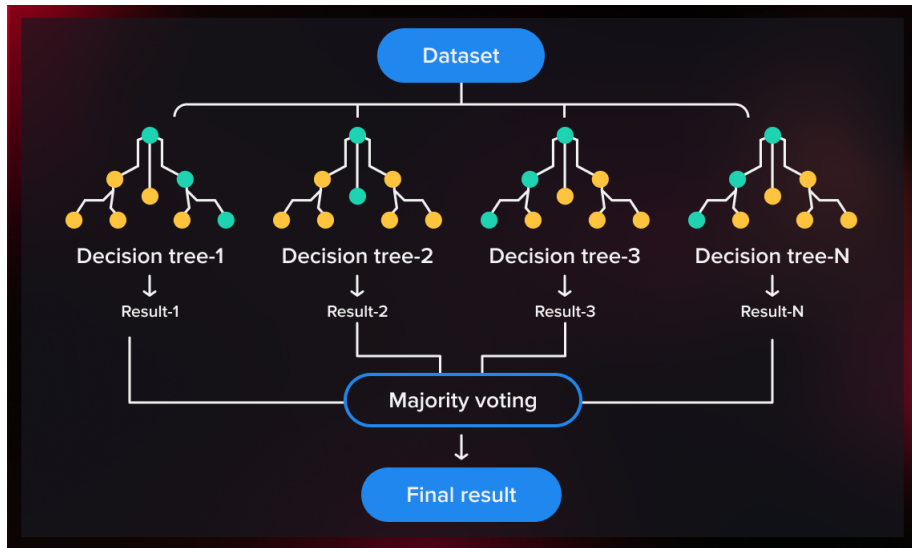 Dataset
Decision tree-1
Decision tree-2
Decision tree-3
Decision tree-N
Result-1
Result-2
Result-3
Result-N
Majority voting
Final result